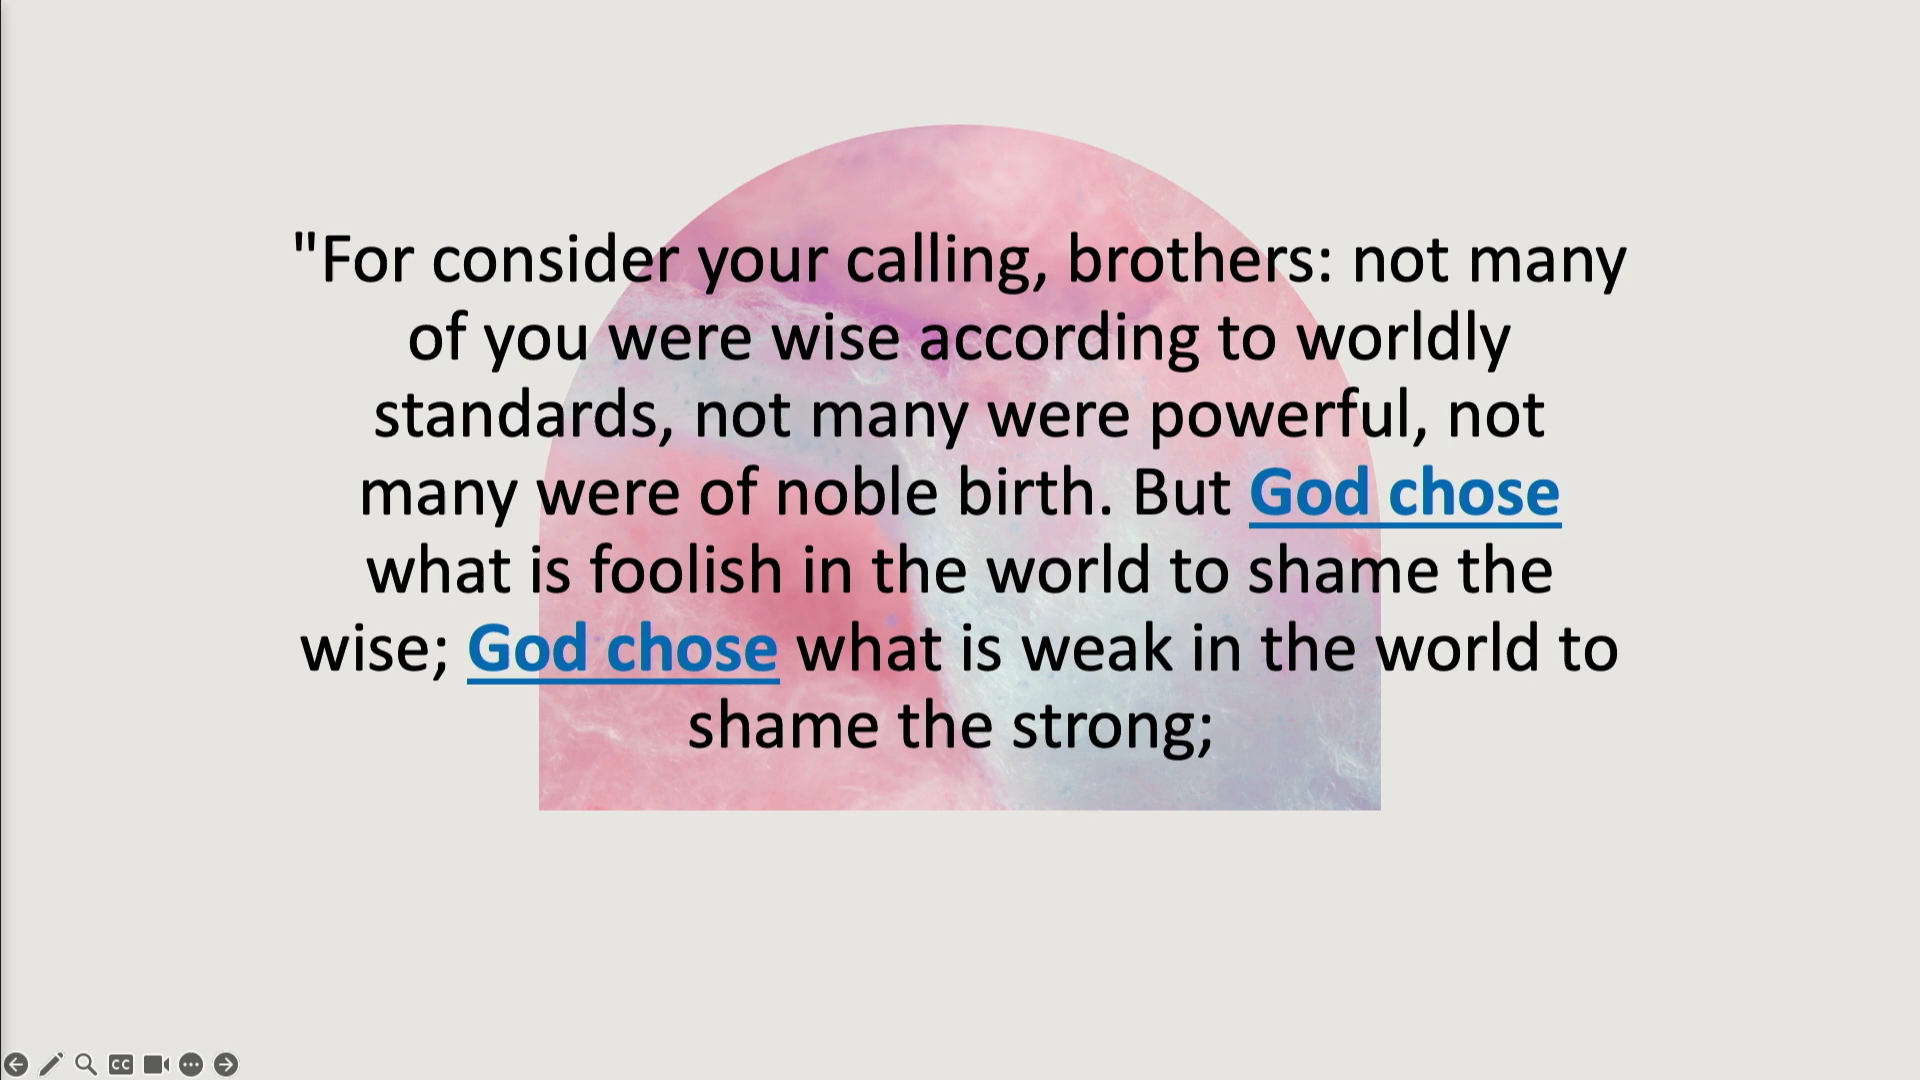 "For consider your calling, brothers: not many
of you were wise according to worldly
standards, not many were powerful, not
many were of noble birth. But God chose
what is foolish in the world to shame the
wise; God chose what is weak in the world to
shame the strong;
CC